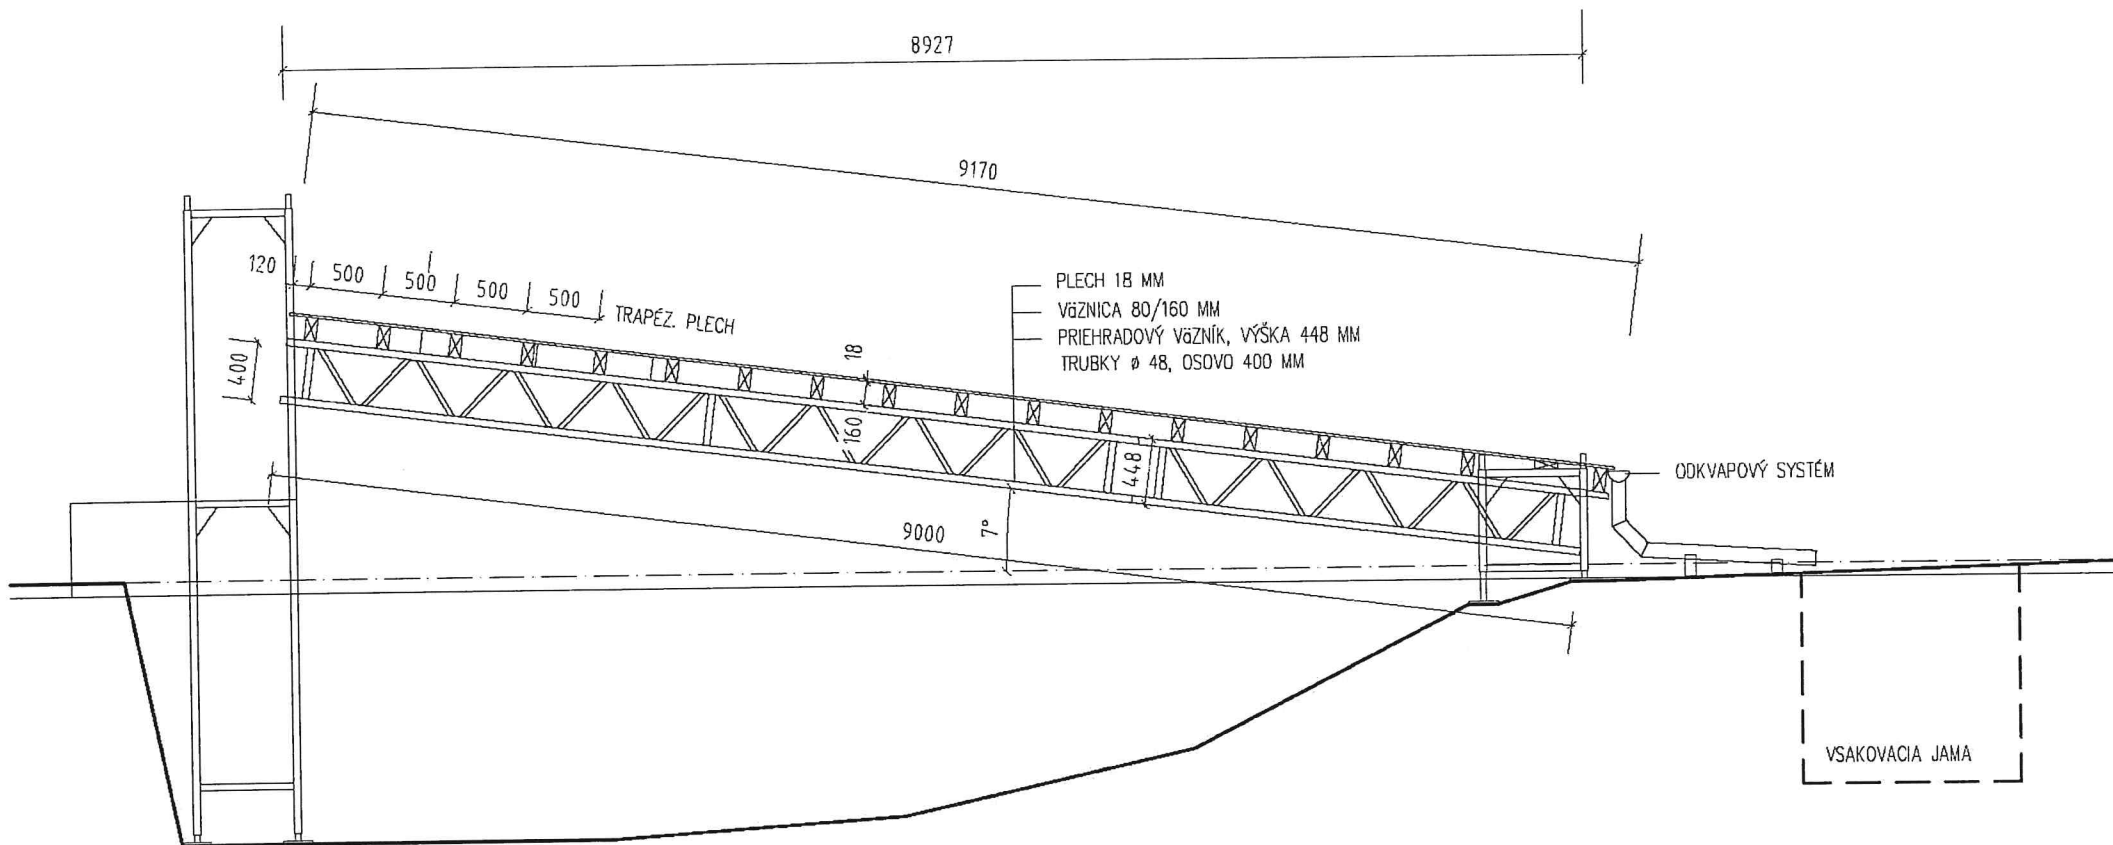 8927
9170
120
500
500
500
500
TRAPÉZ. PLECH
PLECH 18 MM
VäZNICA 80/160 MM
PRIEHRADOVÝ VäZNÍK, VÝŠKA 448 MM
TRUBKY ø 48, OSOVO 400 MM
400
18
160
448
ODKVAPOVÝ SYSTÉM
9000
7°
VSAKOVACIA JAMA